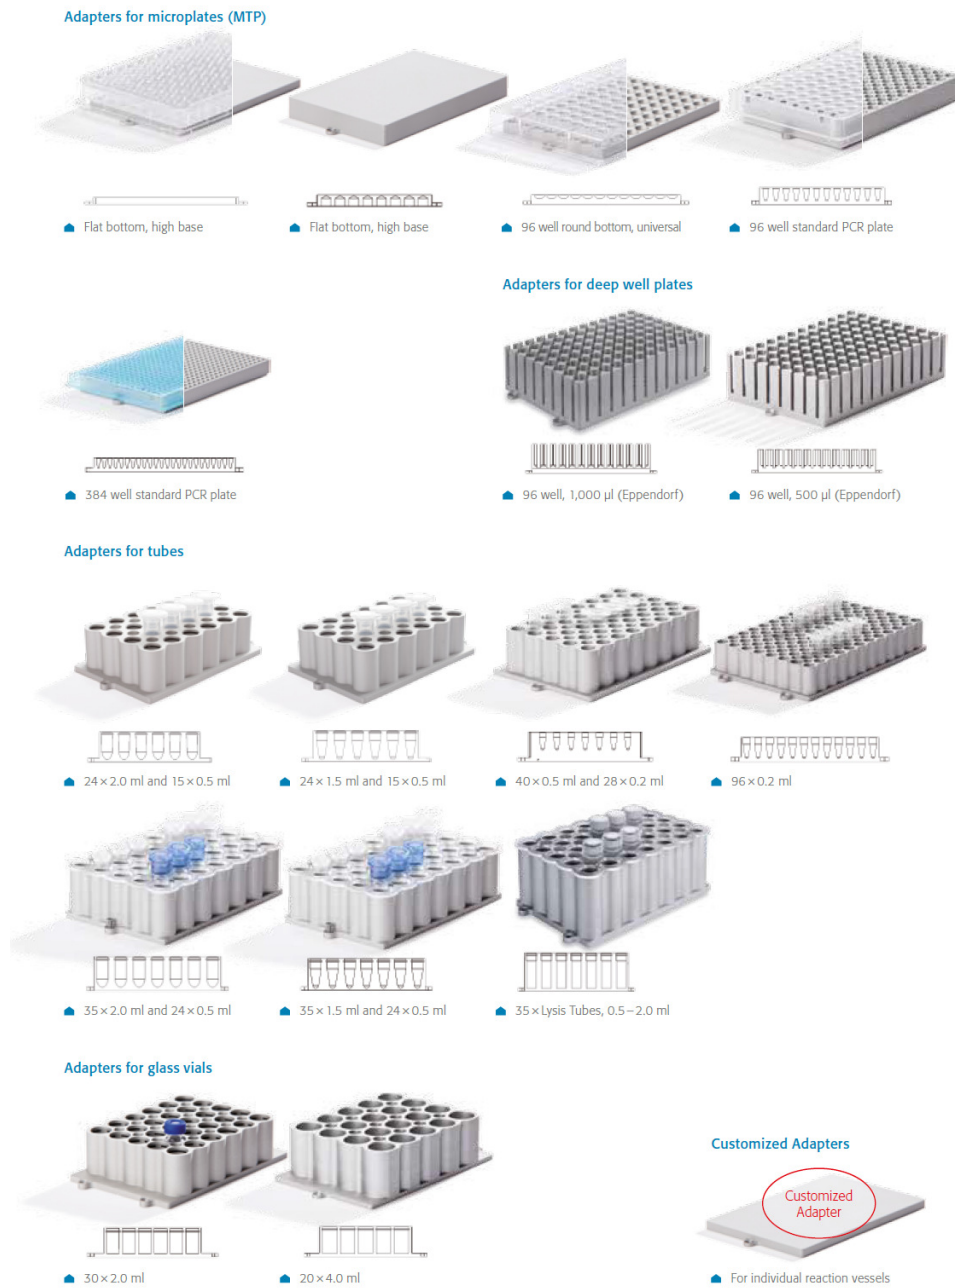 Adapters for microplates (MTP)
Flat bottom, high base
Flat bottom, high base
96 well round bottom, universal
96 well standard PCR plate
Adapters for deep well plates
384 well standard PCR plate
96 well, 1,000 µl (Eppendorf)
96 well, 500 µl (Eppendorf)
Adapters for tubes
24 × 2.0 ml and 15 × 0.5 ml
24 × 1.5 ml and 15 × 0.5 ml
40 × 0.5 ml and 28 × 0.2 ml
96 × 0.2 ml
35 × 2.0 ml and 24 × 0.5 ml
35 × 1.5 ml and 24 × 0.5 ml
35 × Lysis Tubes, 0.5 – 2.0 ml
Adapters for glass vials
30 × 2.0 ml
20 × 4.0 ml
Customized Adapters
Customized
Adapter
For individual reaction vessels